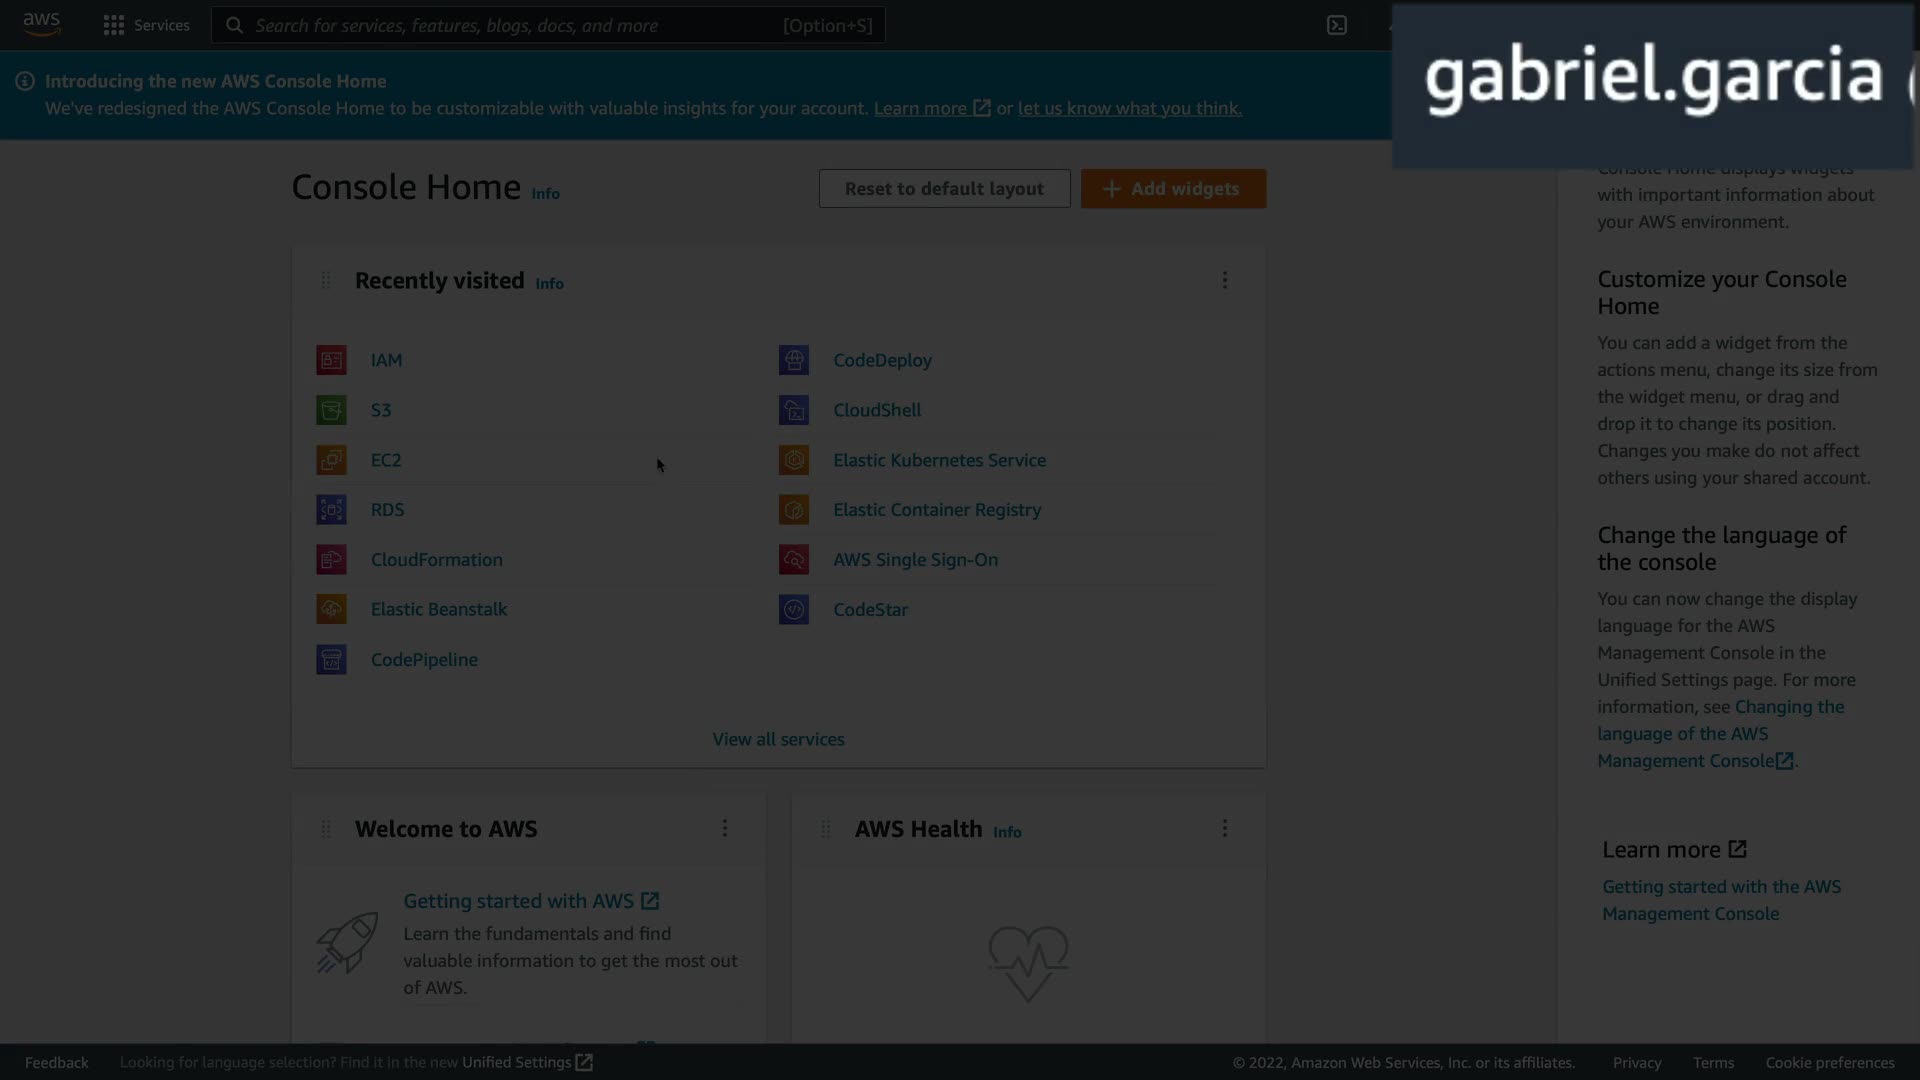 aws
Services
Search for services, features, blogs, docs, and more
[Option+S]
gabriel.garcia
Introducing the new AWS Console Home
We've redesigned the AWS Console Home to be customizable with valuable insights for your account. Learn more or let us know what you think.
Console Home Info
Reset to default layout
Add widgets
Recently visited Info
IAM
S3
EC2
RDS
CloudFormation
Elastic Beanstalk
CodePipeline
CodeDeploy
CloudShell
Elastic Kubernetes Service
Elastic Container Registry
AWS Single Sign-On
CodeStar
View all services
Welcome to AWS
Getting started with AWS
Learn the fundamentals and find
valuable information to get the most out
of AWS.
AWS Health Info
Console Home displays widgets
with important information about
your AWS environment.
Customize your Console
Home
You can add a widget from the
actions menu, change its size from
the widget menu, or drag and
drop it to change its position.
Changes you make do not affect
others using your shared account.
Change the language of
the console
You can now change the display
language for the AWS
Management Console in the
Unified Settings page. For more
information, see Changing the
language of the AWS
Management Console.
Learn more
Getting started with the AWS
Management Console
Feedback
Looking for language selection? Find it in the new Unified Settings
© 2022, Amazon Web Services, Inc. or its affiliates.
Privacy
Terms
Cookie preferences